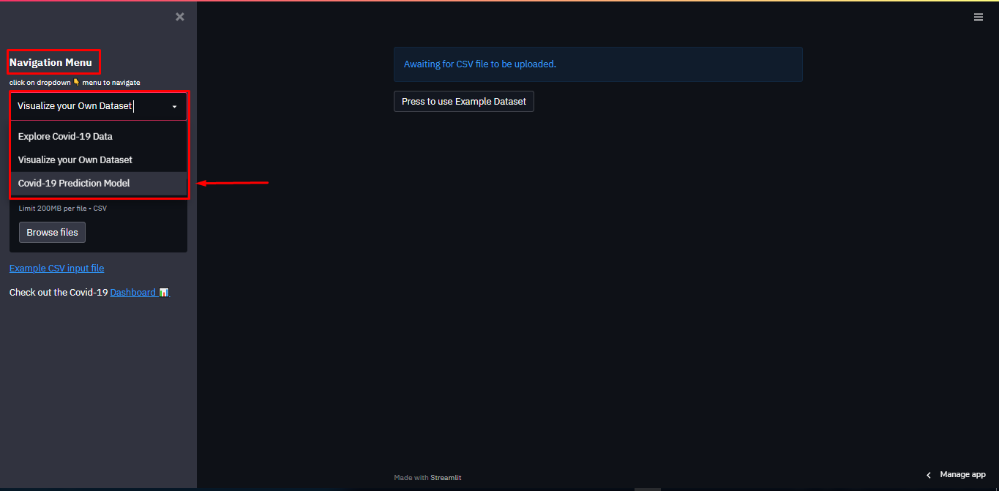 Navigation Menu
click on dropdown 👇 menu to navigate
Visualize your Own Dataset
Explore Covid-19 Data
Visualize your Own Dataset
Covid-19 Prediction Model
Limit 200MB per file • CSV
Browse files
Example CSV input file
Check out the Covid-19 Dashboard 📊
Awaiting for CSV file to be uploaded.
Press to use Example Dataset
Made with Streamlit
Manage app